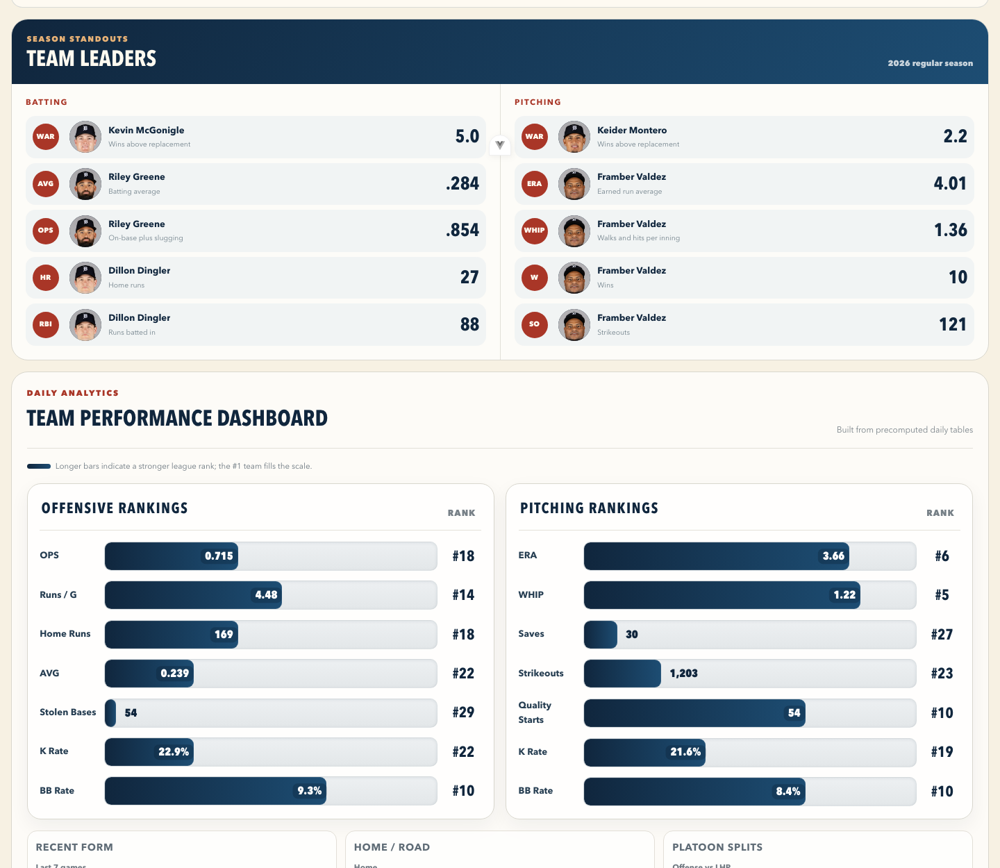 SEASON STANDOUTS
TEAM LEADERS
2026 regular season
BATTING
WAR
Kevin McGonigle
Wins above replacement
5.0
AVG
Riley Greene
Batting average
.284
OPS
Riley Greene
On-base plus slugging
.854
HR
Dillon Dingler
Home runs
27
RBI
Dillon Dingler
Runs batted in
88
PITCHING
WAR
Keider Montero
Wins above replacement
2.2
ERA
Framber Valdez
Earned run average
4.01
WHIP
Framber Valdez
Walks and hits per inning
1.36
W
Framber Valdez
Wins
10
SO
Framber Valdez
Strikeouts
121
DAILY ANALYTICS
TEAM PERFORMANCE DASHBOARD
Built from precomputed daily tables
Longer bars indicate a stronger league rank; the #1 team fills the scale.
OFFENSIVE RANKINGS
RANK
OPS 0.715 #18
Runs / G 4.48 #14
Home Runs 169 #18
AVG 0.239 #22
Stolen Bases 54 #29
K Rate 22.9% #22
BB Rate 9.3% #10
PITCHING RANKINGS
RANK
ERA 3.66 #6
WHIP 1.22 #5
Saves 30 #27
Strikeouts 1,203 #23
Quality
Starts 54 #10
K Rate 21.6% #19
BB Rate 8.4% #10
RECENT FORM
Last 7 games
HOME / ROAD
Home
PLATOON SPLITS
Offense vs LHP